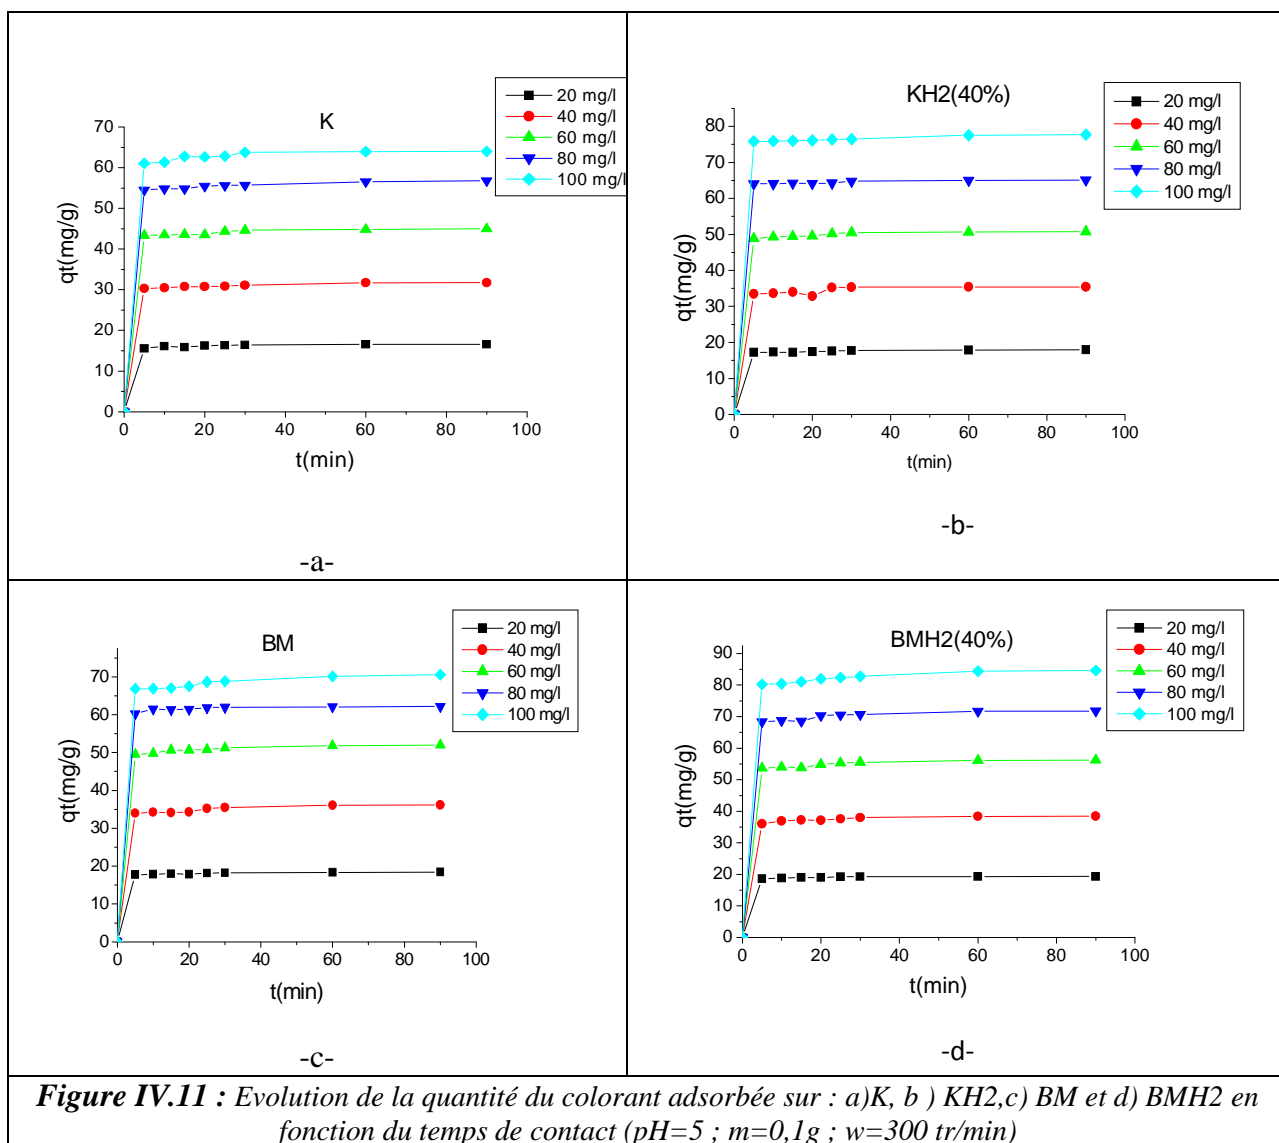 K
20 mg/l
40 mg/l
60 mg/l
80 mg/l
100 mg/l
70
60
50
40
30
20
10
0
qt(mg/g)
0 20 40 60 80 100
t(min)
-a-
KH2(40%)
20 mg/l
40 mg/l
60 mg/l
80 mg/l
100 mg/l
80
70
60
50
40
30
20
10
0
qt(mg/g)
0 20 40 60 80 100
t(min)
-b-
BM
20 mg/l
40 mg/l
60 mg/l
80 mg/l
100 mg/l
70
60
50
40
30
20
10
0
qt(mg/g)
0 20 40 60 80 100
t(min)
-c-
BMH2(40%)
20 mg/l
40 mg/l
60 mg/l
80 mg/l
100 mg/l
90
80
70
60
50
40
30
20
10
0
qt(mg/g)
0 20 40 60 80 100
t(min)
-d-
Figure IV.11 : Evolution de la quantité du colorant adsorbée sur : a)K, b ) KH2,c) BM et d) BMH2 en
fonction du temps de contact (pH=5 ; m=0,1g ; w=300 tr/min)